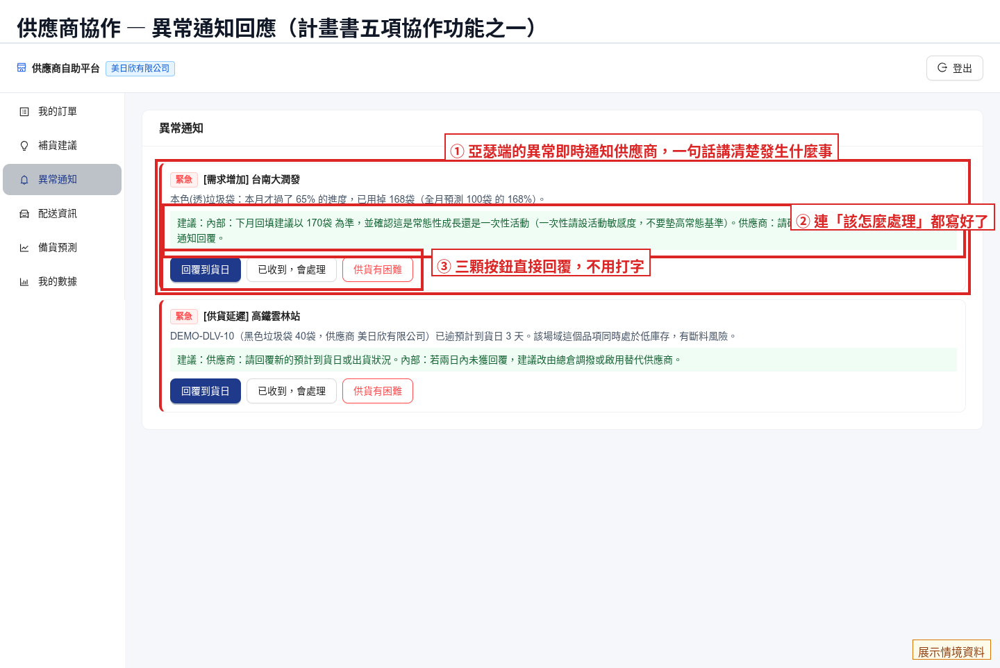 供應商協作 — 異常通知回應（計畫書五項協作功能之一）
供應商自助平台
美日欣有限公司
登出
我的訂單
補貨建議
異常通知
配送資訊
備貨預測
我的數據
異常通知
① 亞瑟端的異常即時通知供應商，一句話講清楚發生什麼事
緊急 [需求增加] 台南大潤發
本色(透)垃圾袋：本月才過了 65% 的進度，已用掉 168袋（全月預測 100袋 的 168%）。
建議：內部：下月回填建議以 170袋 為準，並確認這是常態性成長還是一次性活動（一次性請設活動敏感度，不要墊高常態基準）。供應商：請
通知回覆。
② 連「該怎麼處理」都寫好了
③ 三顆按鈕直接回覆，不用打字
回覆到貨日
已收到，會處理
供貨有困難
緊急 [供貨延遲] 高鐵雲林站
DEMO-DLV-10（黑色垃圾袋 40袋，供應商 美日欣有限公司）已逾預計到貨日 3 天。該場域這個品項同時處於低庫存，有斷料風險。
建議：供應商：請回覆新的預計到貨日或出貨狀況。內部：若兩日內未獲回覆，建議改由總倉調撥或啟用替代供應商。
回覆到貨日
已收到，會處理
供貨有困難
展示情境資料